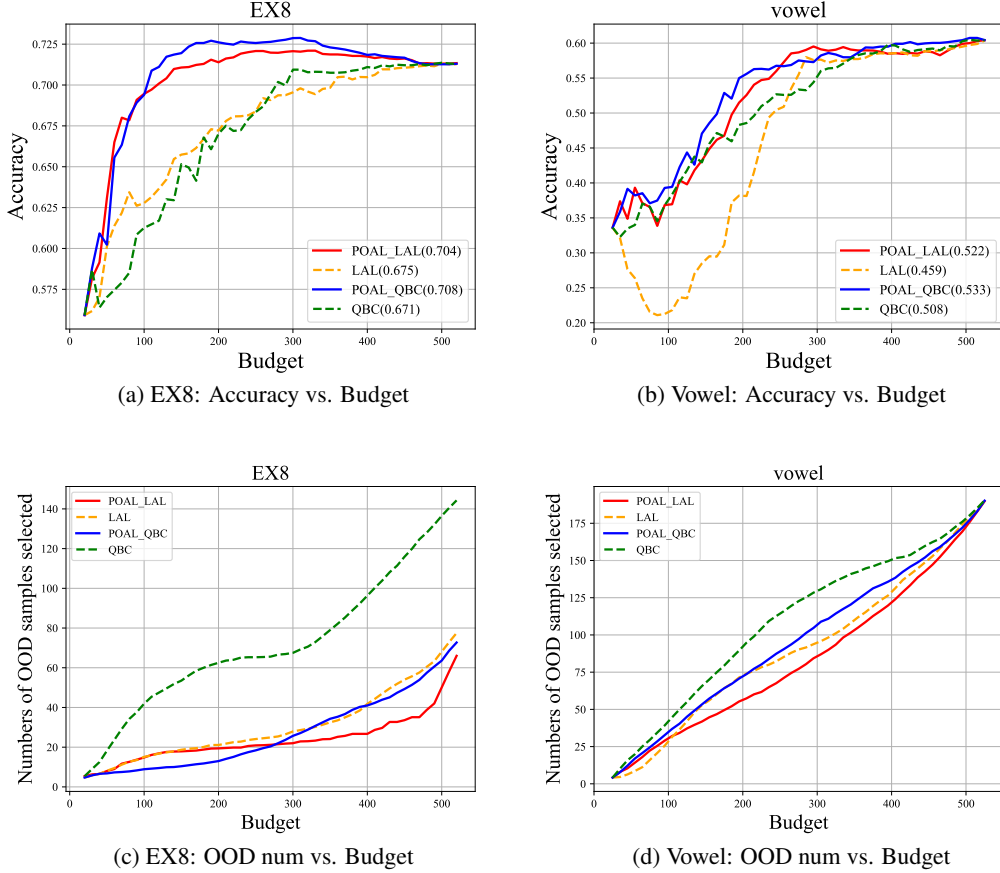 EX8
Accuracy
0.725
0.700
0.675
0.650
0.625
0.600
0.575
POAL_LAL(0.704)
LAL(0.675)
POAL_QBC(0.708)
QBC(0.671)
0 100 200 300 400 500
Budget
(a) EX8: Accuracy vs. Budget
vowel
Accuracy
0.60
0.55
0.50
0.45
0.40
0.35
0.30
0.25
0.20
POAL_LAL(0.522)
LAL(0.459)
POAL_QBC(0.533)
QBC(0.508)
0 100 200 300 400 500
Budget
(b) Vowel: Accuracy vs. Budget
EX8
Numbers of OOD samples selected
140
120
100
80
60
40
20
0
POAL_LAL
LAL
POAL_QBC
QBC
0 100 200 300 400 500
Budget
(c) EX8: OOD num vs. Budget
vowel
Numbers of OOD samples selected
175
150
125
100
75
50
25
0
POAL_LAL
LAL
POAL_QBC
QBC
0 100 200 300 400 500
Budget
(d) Vowel: OOD num vs. Budget